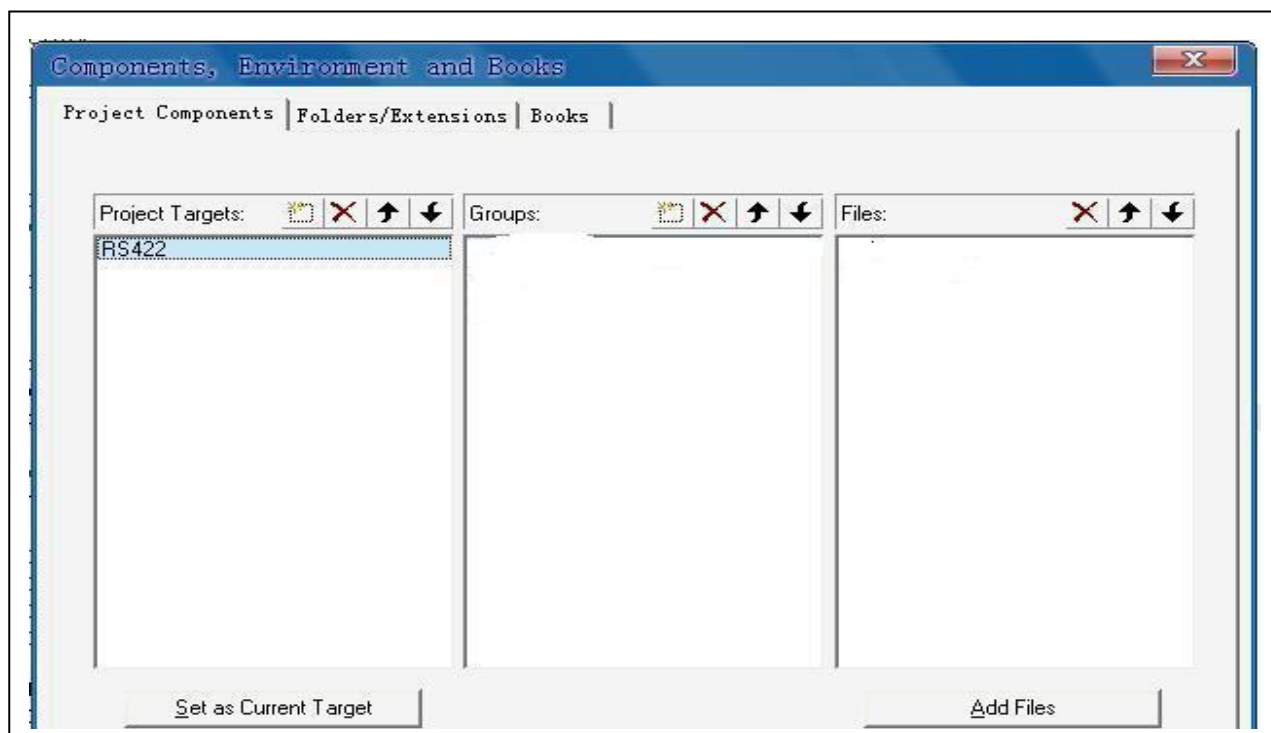 Components, Environment and Books
Project Components Folders/Extensions Books
Project Targets: Groups: Files:
RS422
Set as Current Target Add Files